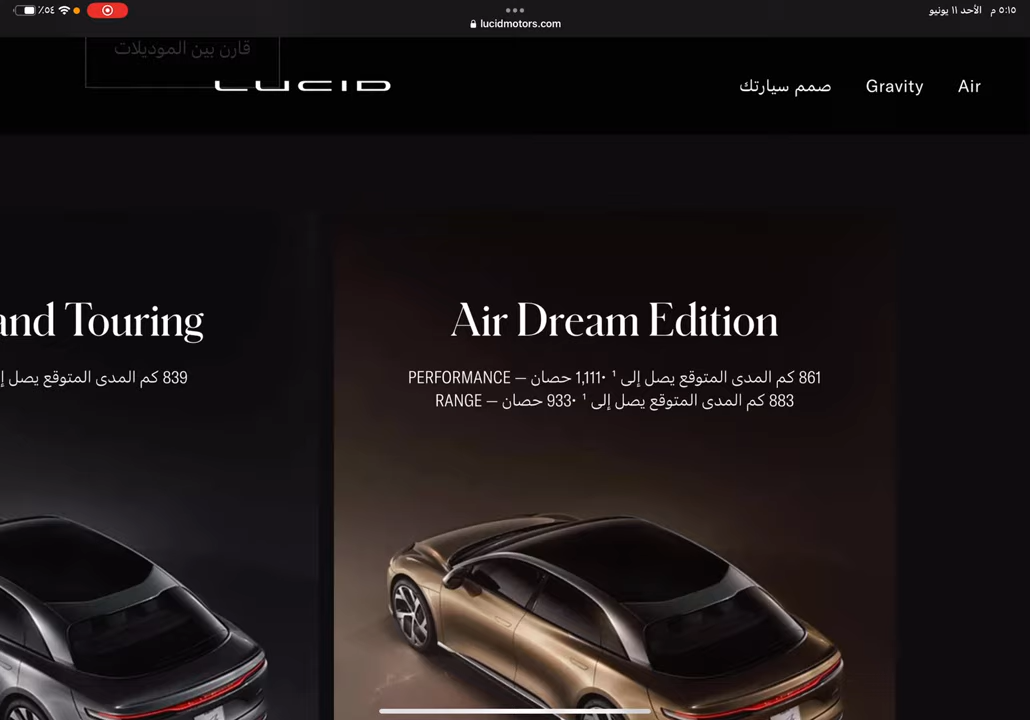 ٥:١٥ م الأحد ١١ يونيو
٪٥٤
lucidmotors.com
قارن بين الموديلات
LUCID
Air
Gravity
صمم سيارتك
and Touring
839 كم المدى المتوقع يصل إ
Air Dream Edition
861 كم المدى المتوقع يصل إلى ¹ •1,111 حصان – PERFORMANCE
883 كم المدى المتوقع يصل إلى ¹ •933 حصان – RANGE